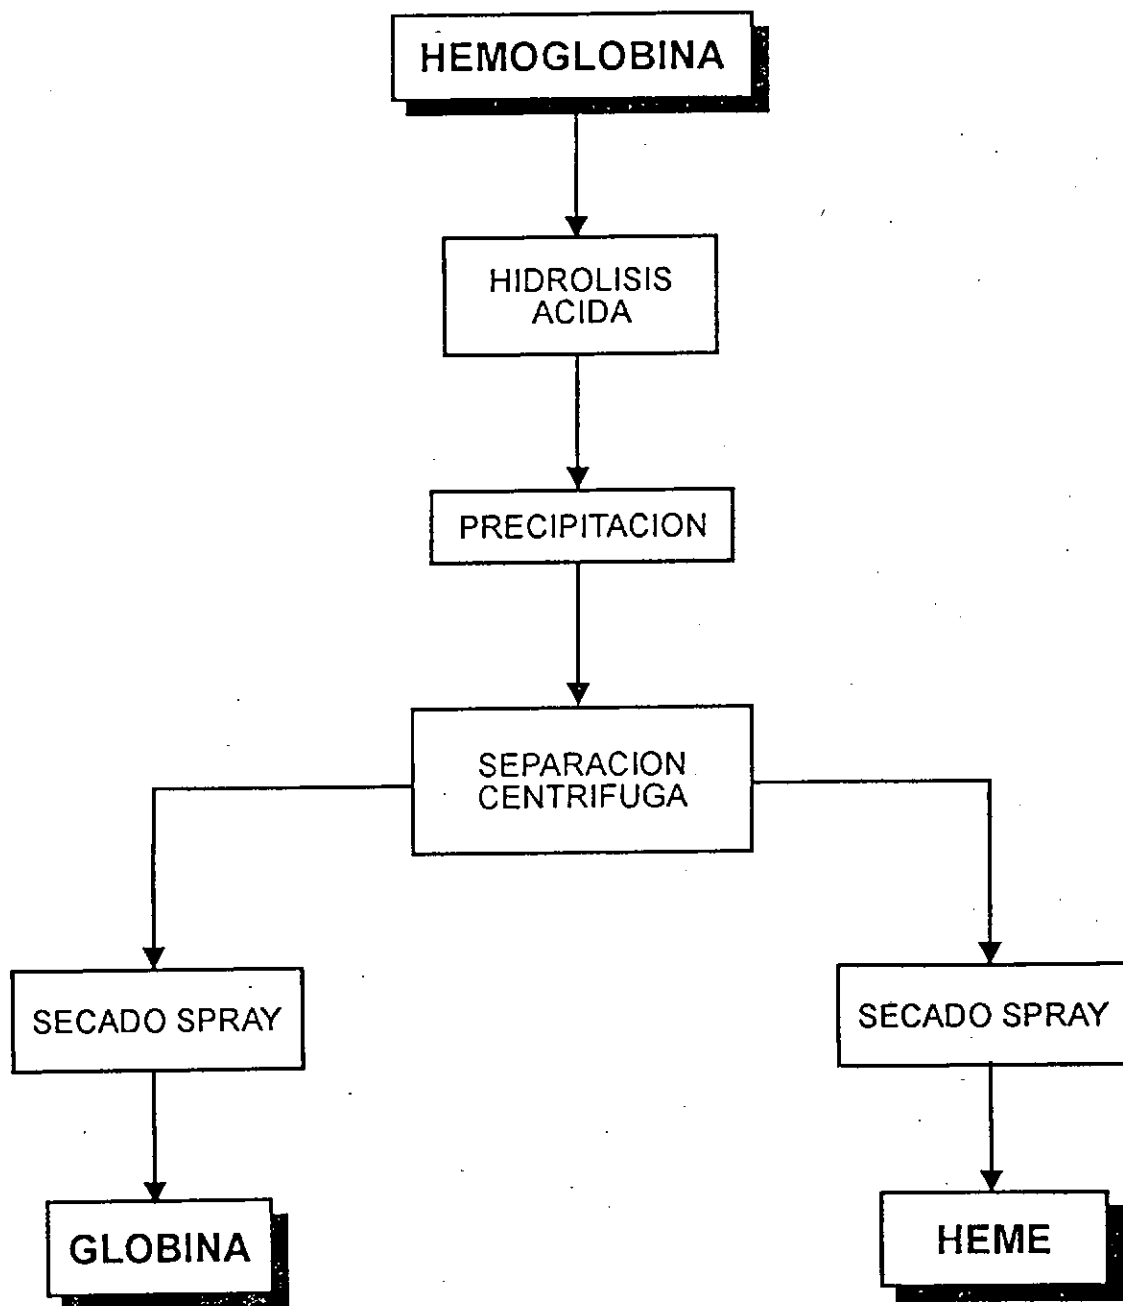 HEMOGLOBINA
HIDROLISIS
ACIDA
PRECIPITACION
SEPARACION
CENTRIFUGA
SECADO SPRAY
SECADO SPRAY
GLOBINA
HEME